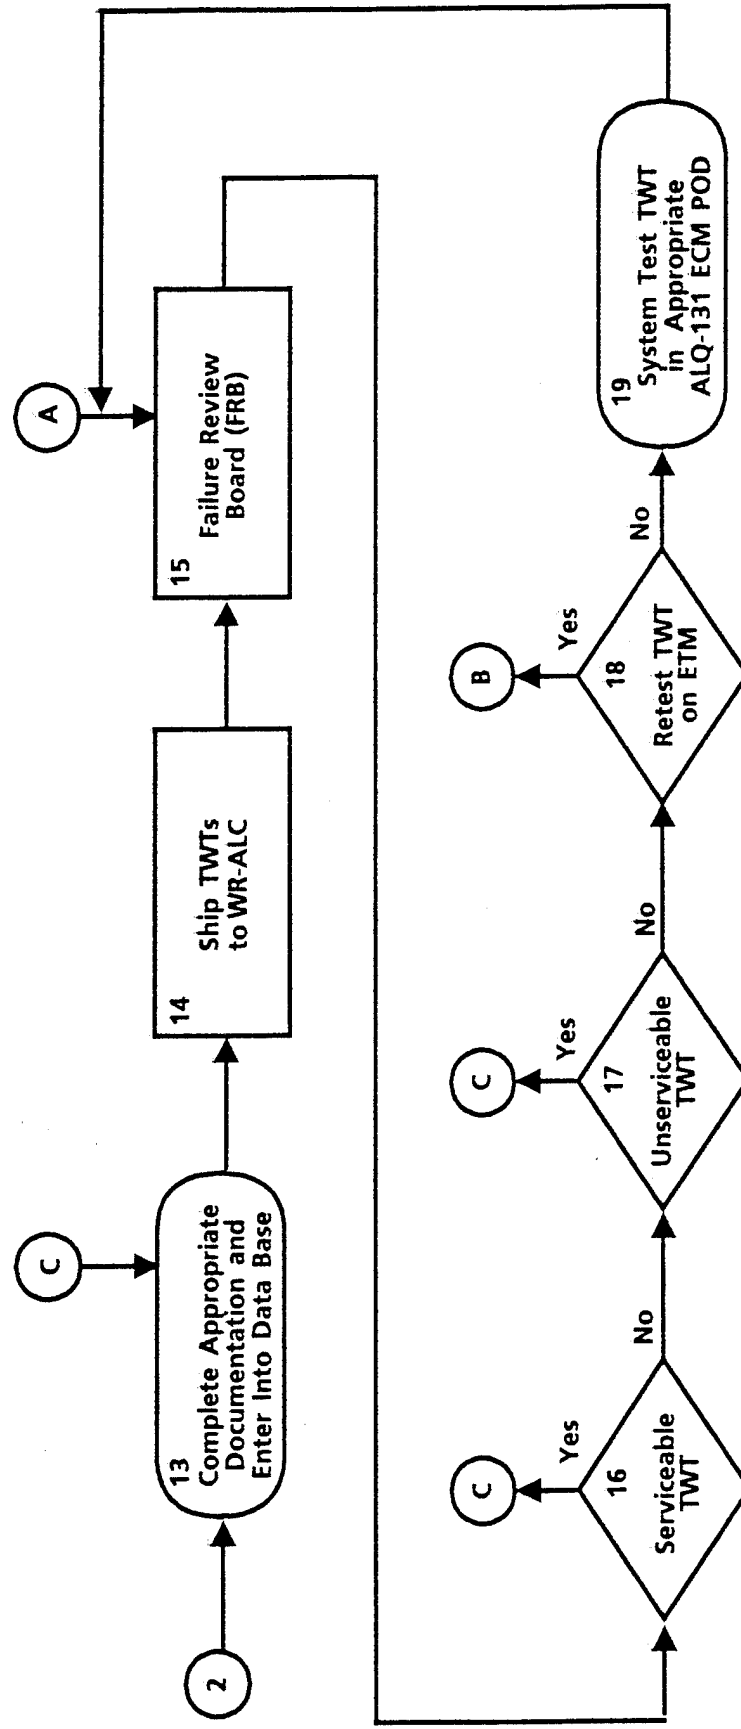 2
C
13
Complete Appropriate
Documentation and
Enter Into Data Base
14
Ship TWTs
to WR-ALC
A
15
Failure Review
Board (FRB)
16
Serviceable
TWT
Yes
C
No
17
Unserviceable
TWT
Yes
C
No
18
Retest TWT
on ETM
Yes
B
No
19
System Test TWT
in Appropriate
ALQ-131 ECM POD